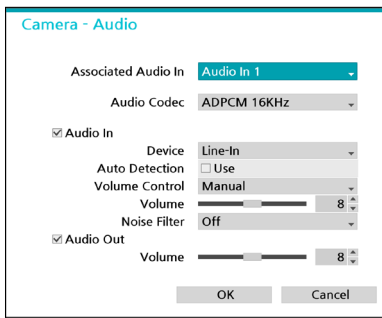 Camera - Audio
Associated Audio In Audio In 1
Audio Codec ADPCM 16KHz
Audio In
Device Line-In
Auto Detection Use
Volume Control Manual
Volume 8
Noise Filter Off
Audio Out
Volume 8
OK Cancel